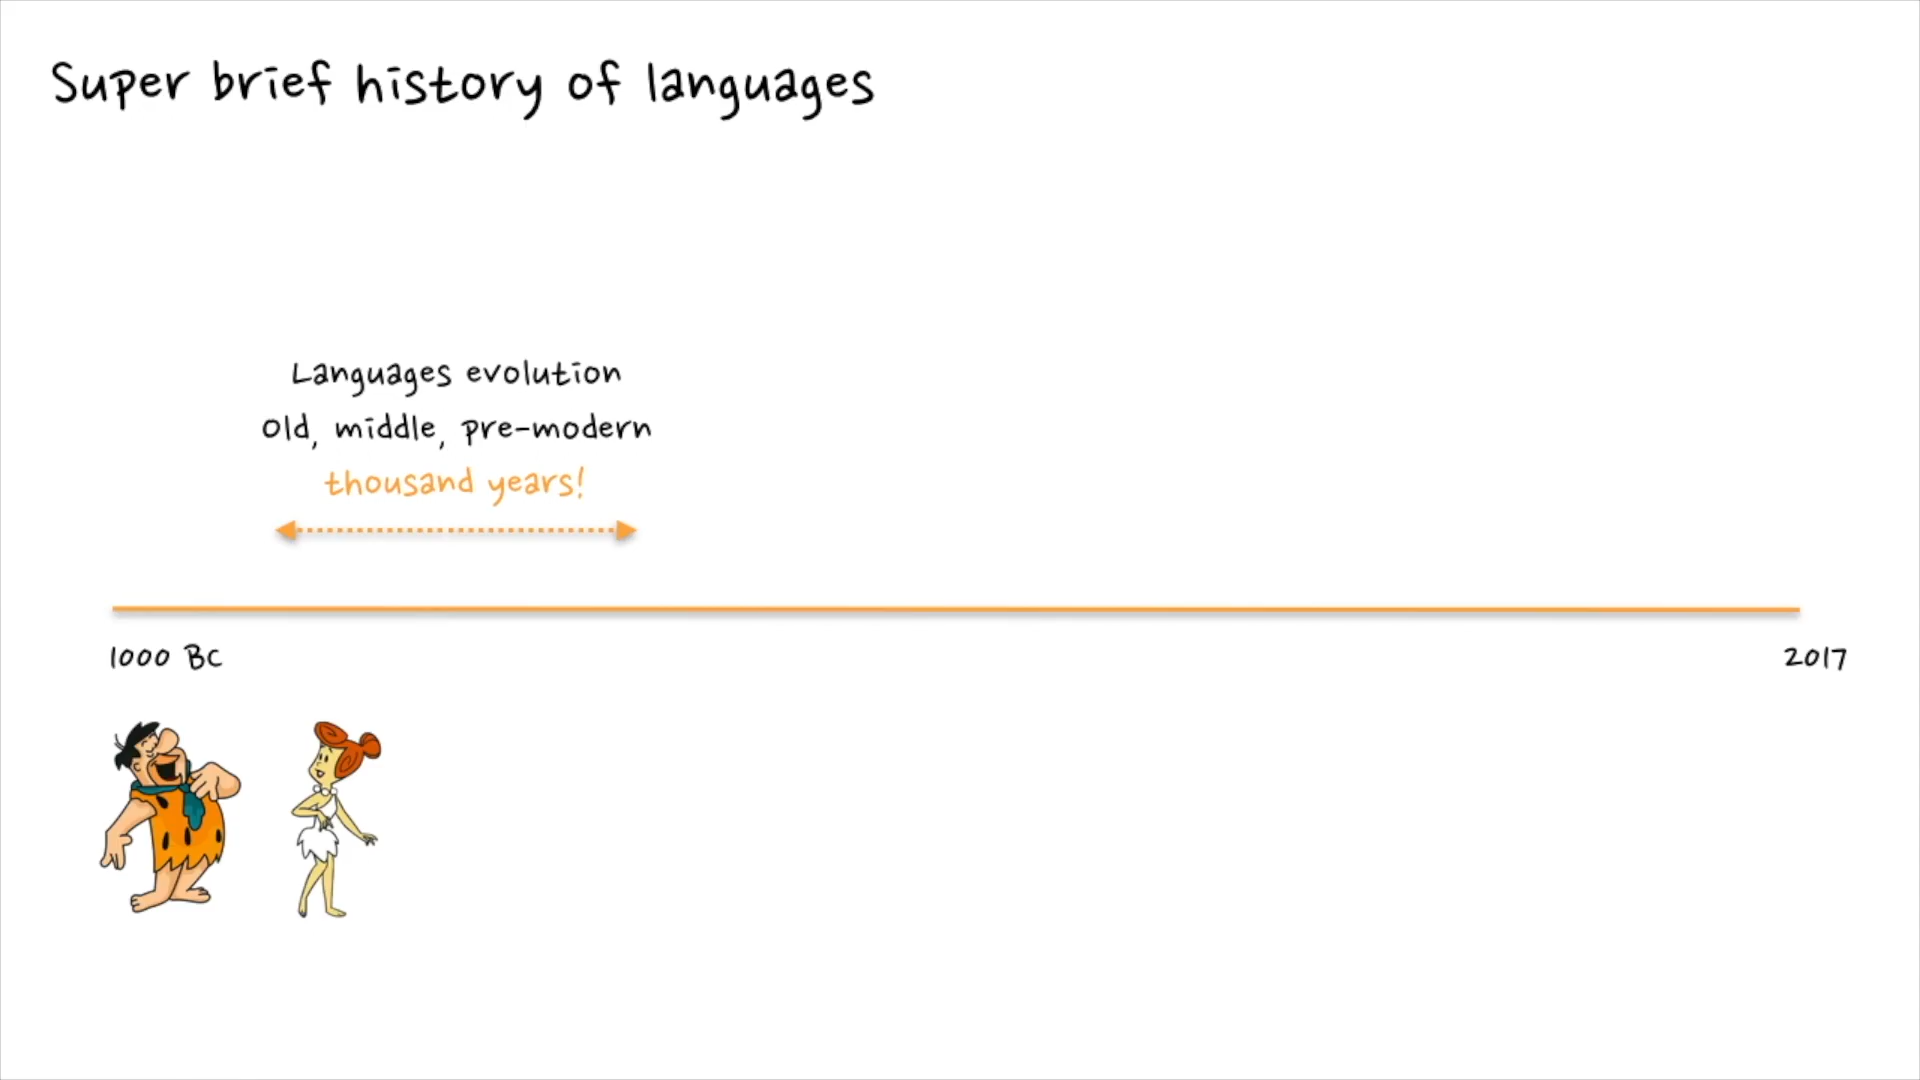 Super brief history of languages
Languages evolution
Old, middle, pre-modern
thousand years!
1000 BC
2017